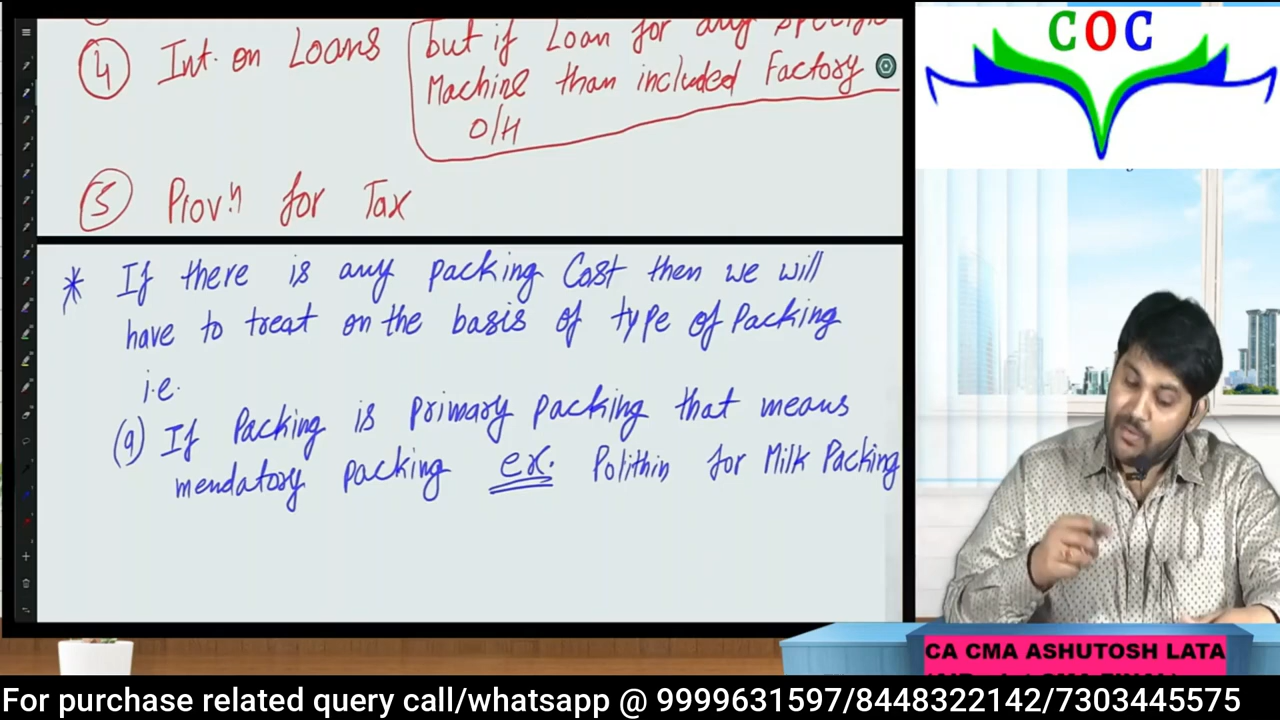 ④ Int. on Loans
but if Loan for any specific
Machine than included Factory
O/H
⑤ Prov:n for Tax
* If there is any packing Cost then we will
have to treat on the basis of type of Packing
i.e.
(a) If Packing is primary packing that means
mendatory packing ex. Polithin for Milk Packing
COC
CA CMA ASHUTOSH LATA
For purchase related query call/whatsapp @ 9999631597/8448322142/7303445575